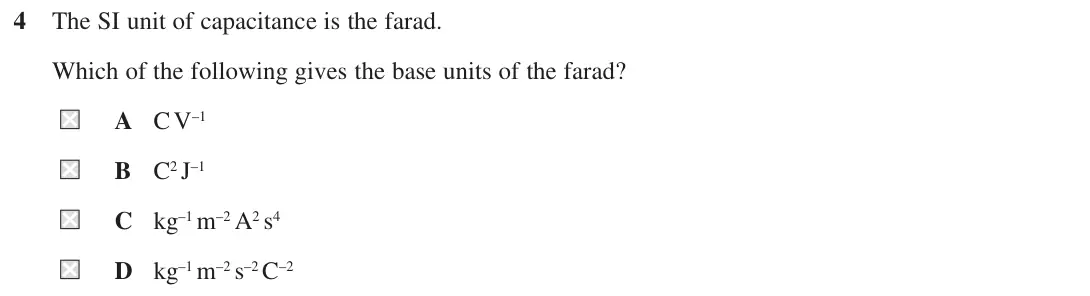 4 The SI unit of capacitance is the farad.
Which of the following gives the base units of the farad?
A C V⁻¹
B C² J⁻¹
C kg⁻¹ m⁻² A² s⁴
D kg⁻¹ m⁻² s⁻² C⁻²